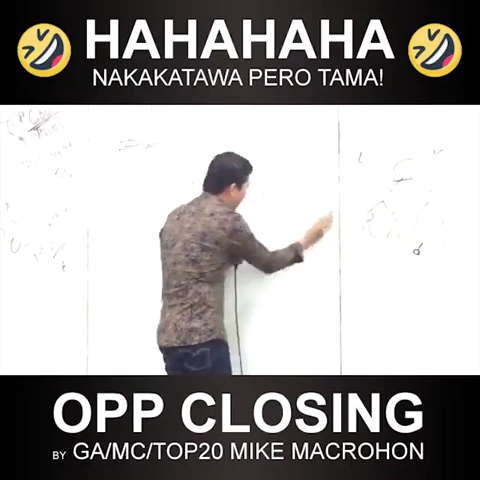 HAHAHAHA
NAKAKATAWA PERO TAMA!
OPP CLOSING
BY GA/MC/TOP20 MIKE MACROHON